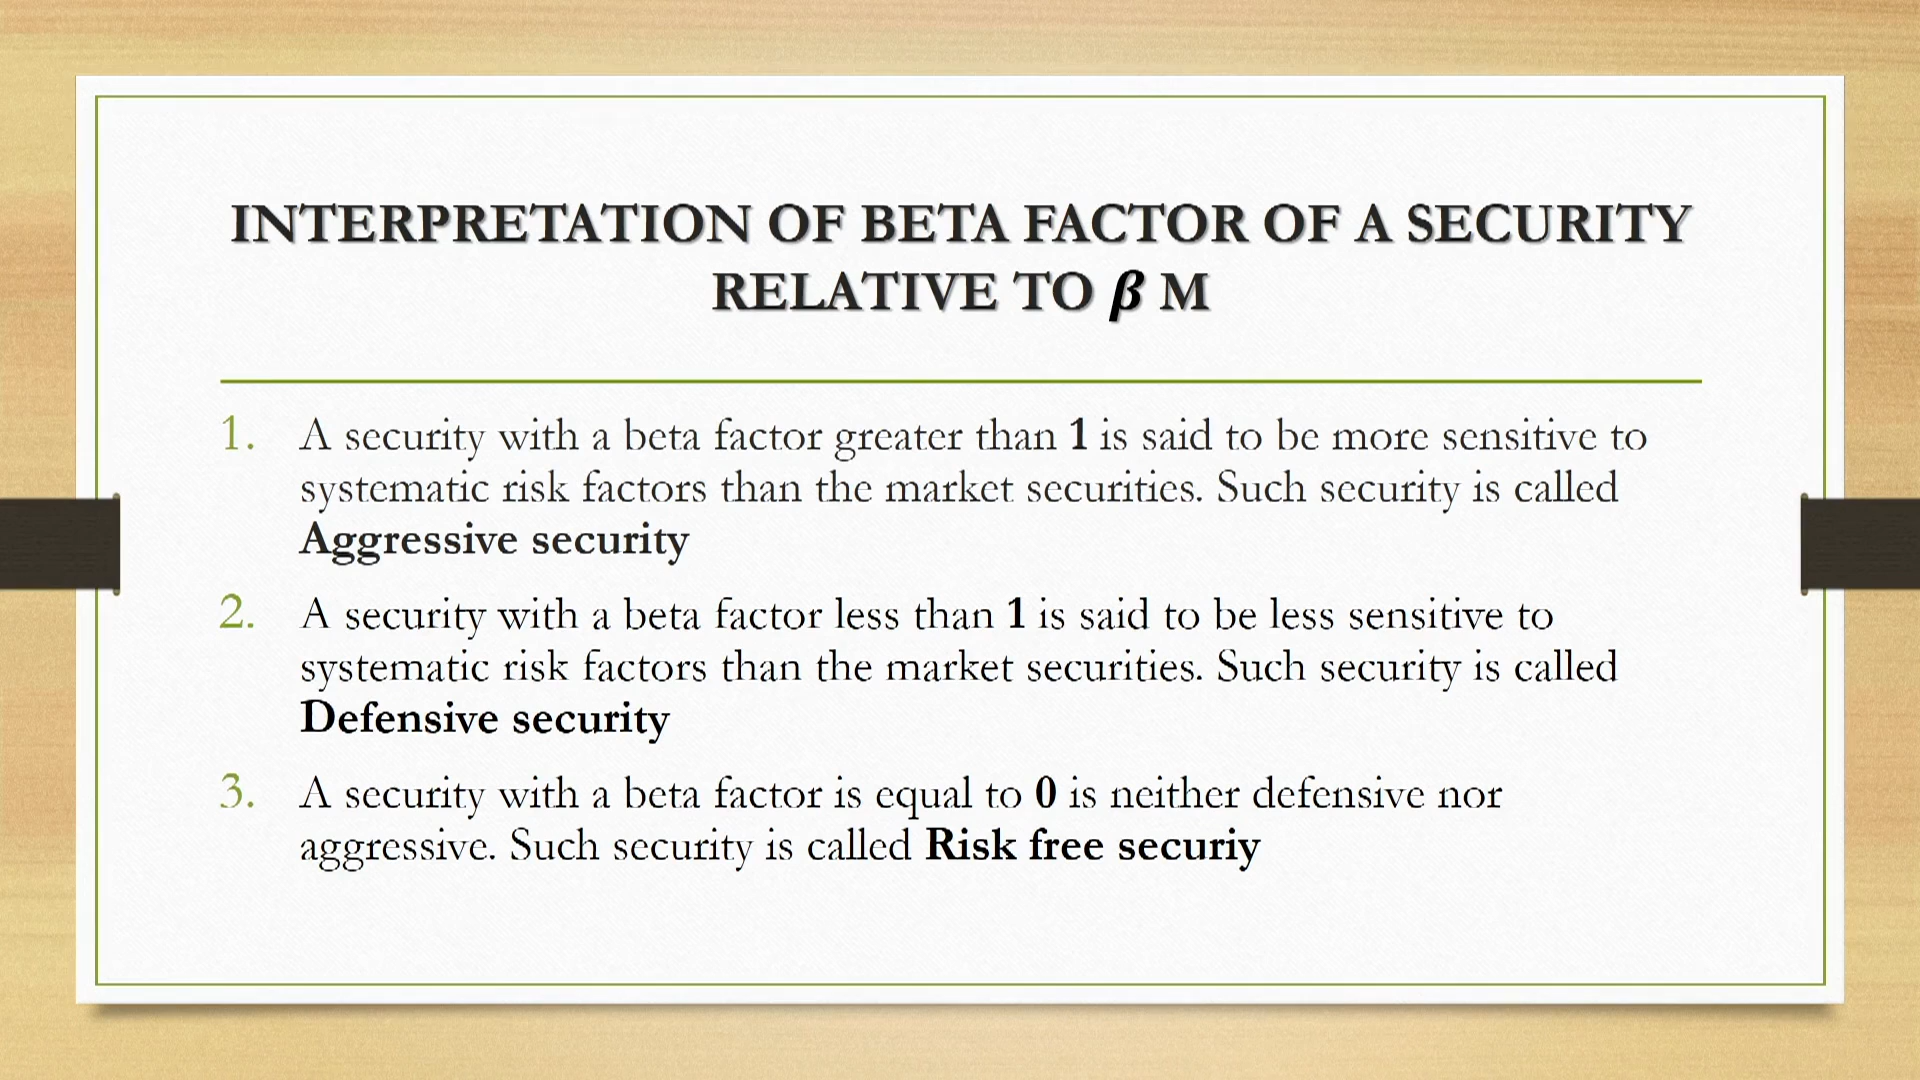 INTERPRETATION OF BETA FACTOR OF A SECURITY
RELATIVE TO β M
1. A security with a beta factor greater than 1 is said to be more sensitive to
systematic risk factors than the market securities. Such security is called
Aggressive security
2. A security with a beta factor less than 1 is said to be less sensitive to
systematic risk factors than the market securities. Such security is called
Defensive security
3. A security with a beta factor is equal to 0 is neither defensive nor
aggressive. Such security is called Risk free securiy